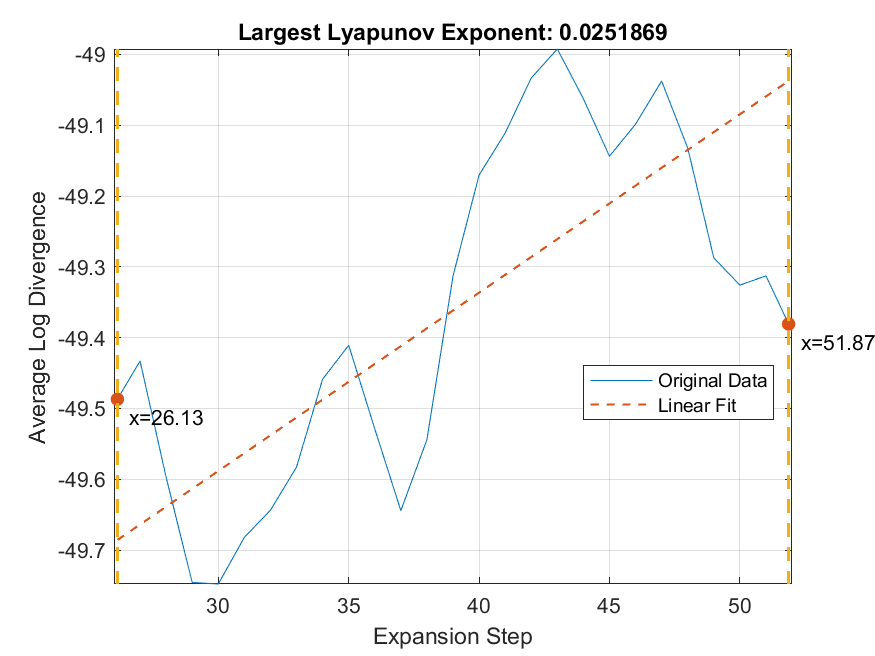 Largest Lyapunov Exponent: 0.0251869
Average Log Divergence
-49
-49.1
-49.2
-49.3
-49.4
-49.5
-49.6
-49.7
x=26.13
x=51.87
Original Data
Linear Fit
30 35 40 45 50
Expansion Step